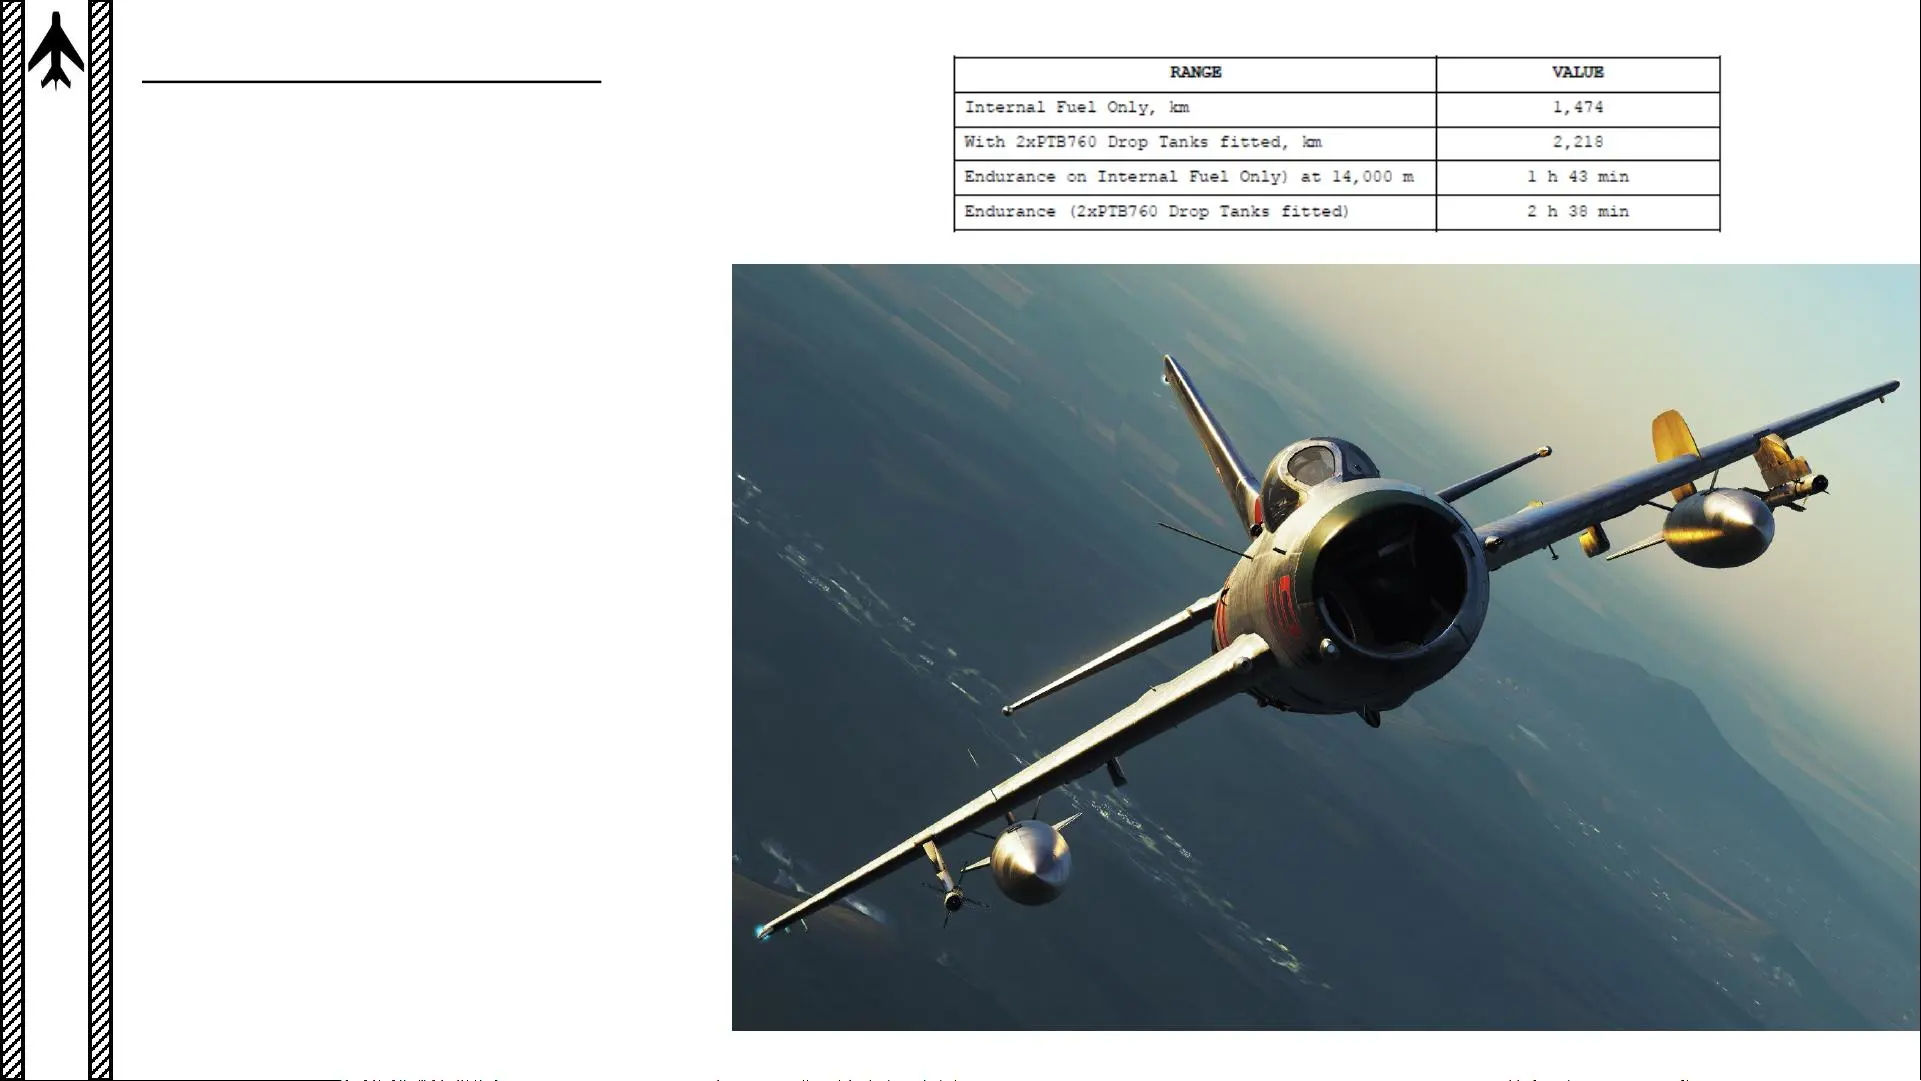 RANGE VALUE
Internal Fuel Only, km 1,474
With 2xPTB760 Drop Tanks fitted, km 2,218
Endurance on Internal Fuel Only) at 14,000 m 1 h 43 min
Endurance (2xPTB760 Drop Tanks fitted) 2 h 38 min